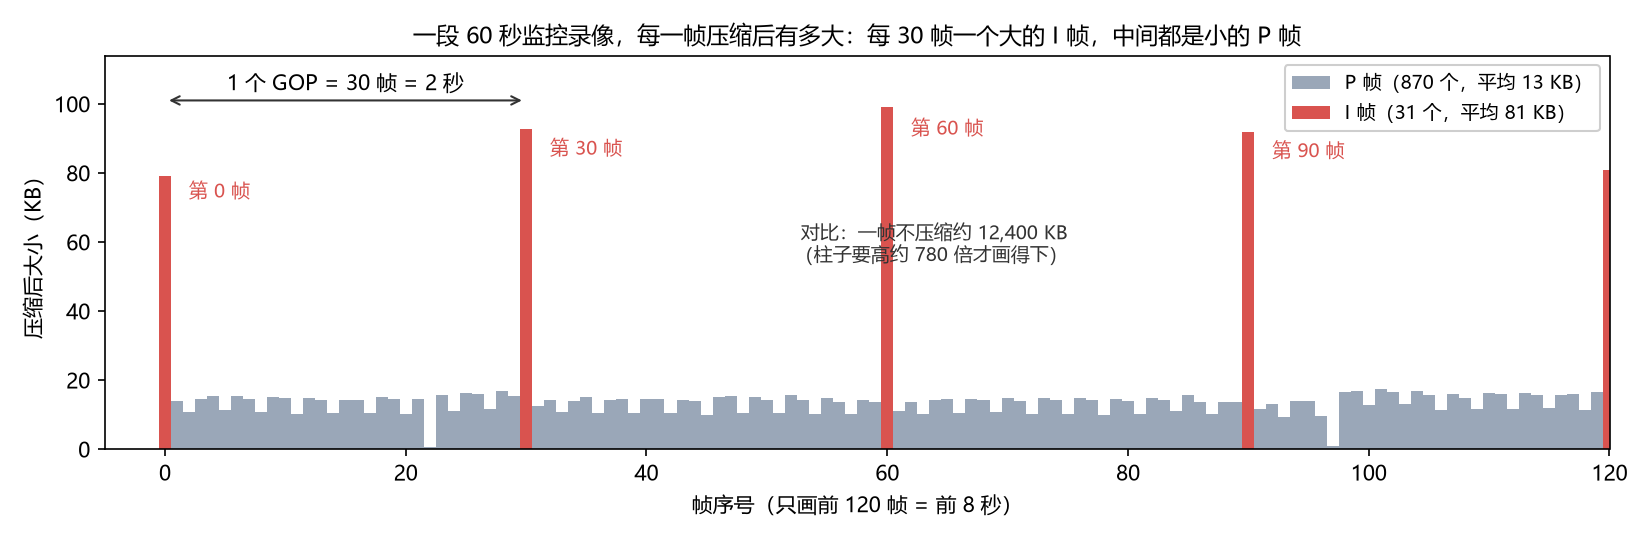 一段 60 秒监控录像，每一帧压缩后有多大：每 30 帧一个大的 I 帧，中间都是小的 P 帧
1 个 GOP = 30 帧 = 2 秒
P 帧（870 个，平均 13 KB）
I 帧（31 个，平均 81 KB）
第 0 帧
第 30 帧
第 60 帧
第 90 帧
对比：一帧不压缩约 12,400 KB
（柱子要高约 780 倍才画得下）
压缩后大小（KB）
100
80
60
40
20
0
0 20 40 60 80 100 120
帧序号（只画前 120 帧 = 前 8 秒）